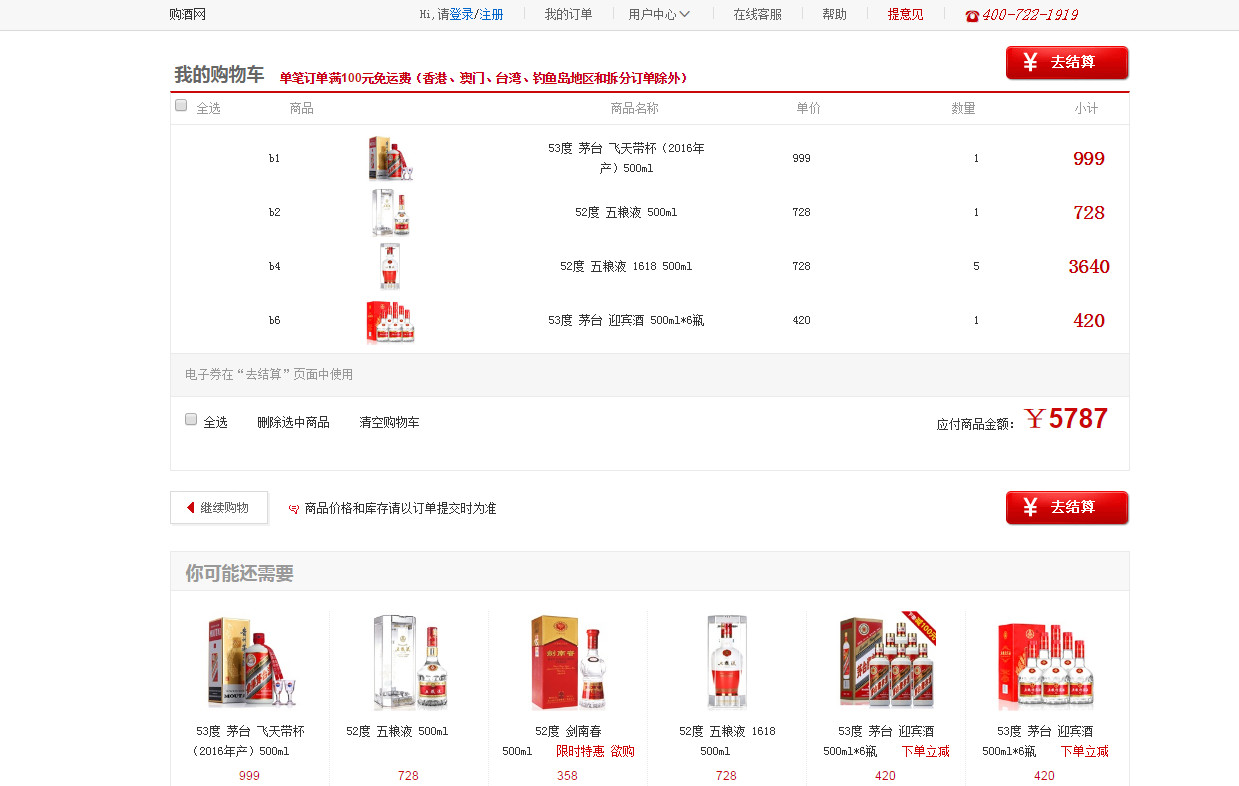 购酒网 Hi,请登录/注册 我的订单 用户中心 在线客服 帮助 提意见 400-722-1919
我的购物车 单笔订单满100元免运费（香港、澳门、台湾、钓鱼岛地区和拆分订单除外）
¥ 去结算
全选 商品 商品名称 单价 数量 小计
b1 53度 茅台 飞天带杯（2016年
产）500ml 999 1 999
b2 52度 五粮液 500ml 728 1 728
b4 52度 五粮液 1618 500ml 728 5 3640
b6 53度 茅台 迎宾酒 500ml*6瓶 420 1 420
电子券在“去结算”页面中使用
全选 删除选中商品 清空购物车 应付商品金额： ￥5787
继续购物 商品价格和库存请以订单提交时为准 ¥ 去结算
你可能还需要
53度 茅台 飞天带杯
（2016年产）500ml
999
52度 五粮液 500ml
728
52度 剑南春
500ml 限时特惠 欲购
358
52度 五粮液 1618
500ml
728
53度 茅台 迎宾酒
500ml*6瓶 下单立减
420
53度 茅台 迎宾酒
500ml*6瓶 下单立减
420